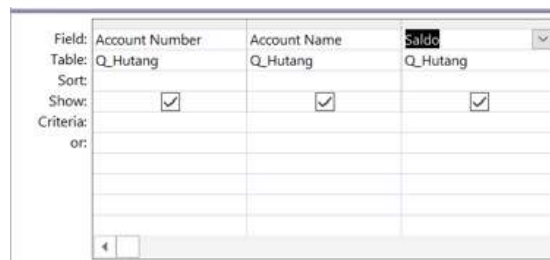 Field: Account Number Account Name Saldo
Table: Q_Hutang Q_Hutang Q_Hutang
Sort:
Show:
Criteria:
or: